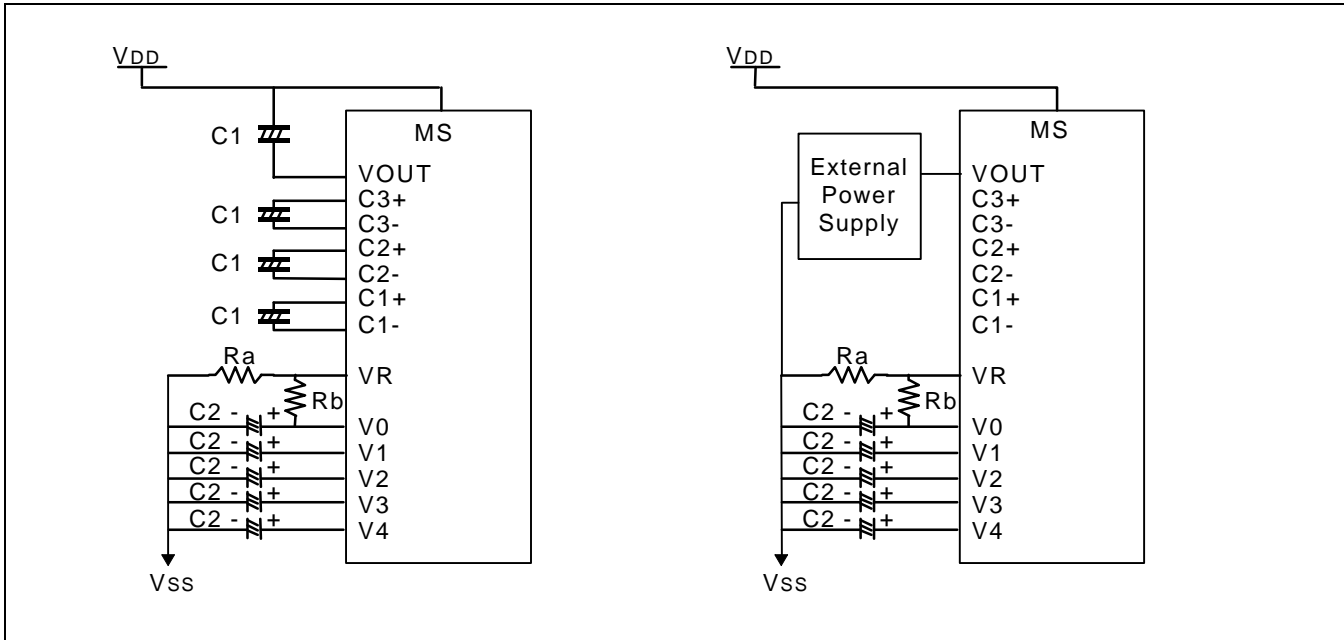 VDD
MS
C1
VOUT
C3+
C1
C3-
C2+
C1
C2-
C1+
C1
C1-
Ra
VR
Rb
C2 - +
V0
C2 - +
V1
C2 - +
V2
C2 - +
V3
C2 - +
V4
VSS
VDD
MS
External
Power
Supply
VOUT
C3+
C3-
C2+
C2-
C1+
C1-
Ra
VR
Rb
C2 - +
V0
C2 - +
V1
C2 - +
V2
C2 - +
V3
C2 - +
V4
VSS